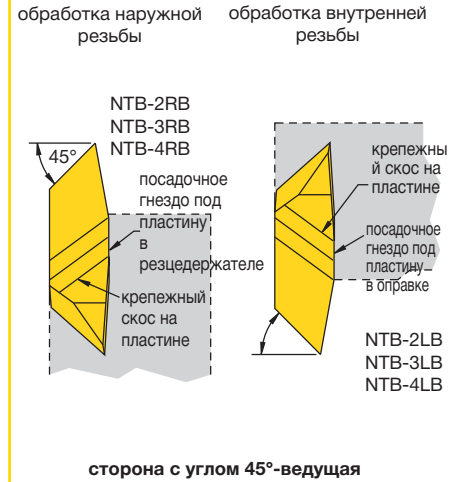 обработка наружной
резьбы
обработка внутренней
резьбы
NTB-2RB
NTB-3RB
NTB-4RB
45°
посадочное
гнездо под
пластину
в
резцедержателе
крепежный
скос на
пластине
крепежны
й скос на
пластине
посадочное
гнездо под
пластину
в оправке
NTB-2LB
NTB-3LB
NTB-4LB
сторона с углом 45°-ведущая